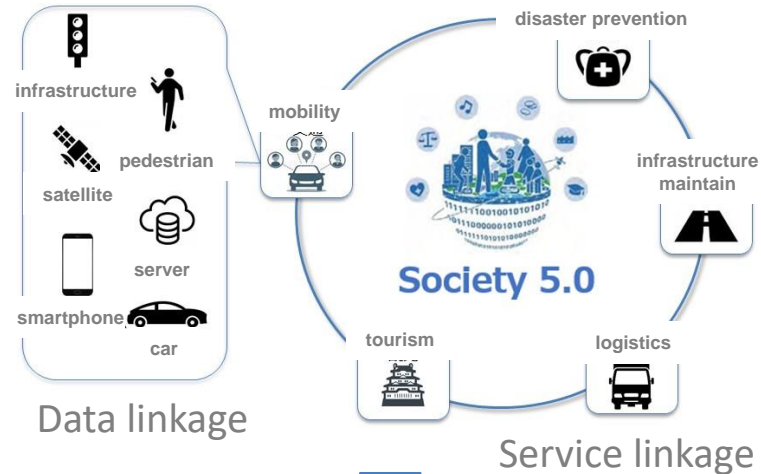 disaster prevention
infrastructure
mobility
pedestrian
satellite
infrastructure
maintain
server
Society 5.0
smartphone
car
tourism
logistics
Data linkage
Service linkage